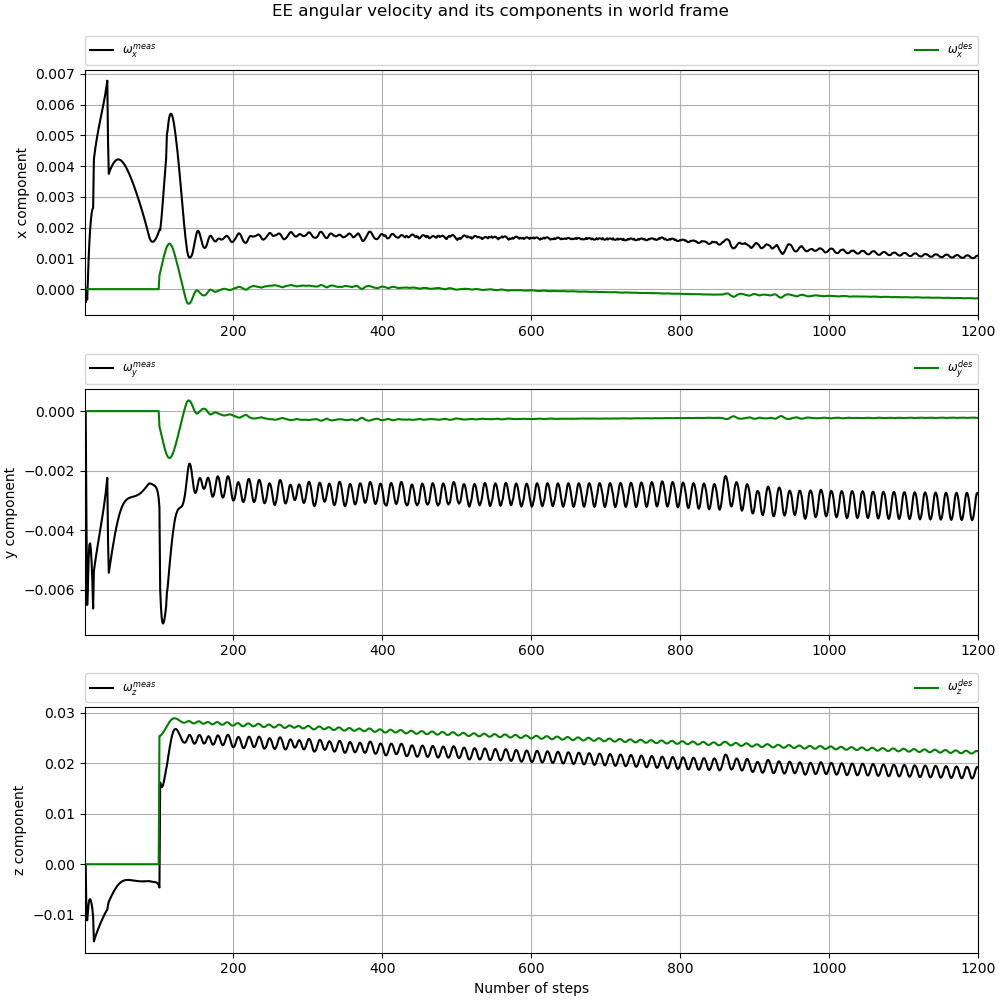 EE angular velocity and its components in world frame
ω_x^meas ω_x^des
0.007
0.006
0.005
0.004
0.003
0.002
0.001
0.000
x component
200 400 600 800 1000 1200
ω_y^meas ω_y^des
0.000
−0.002
−0.004
−0.006
y component
200 400 600 800 1000 1200
ω_z^meas ω_z^des
0.03
0.02
0.01
0.00
−0.01
z component
200 400 600 800 1000 1200
Number of steps